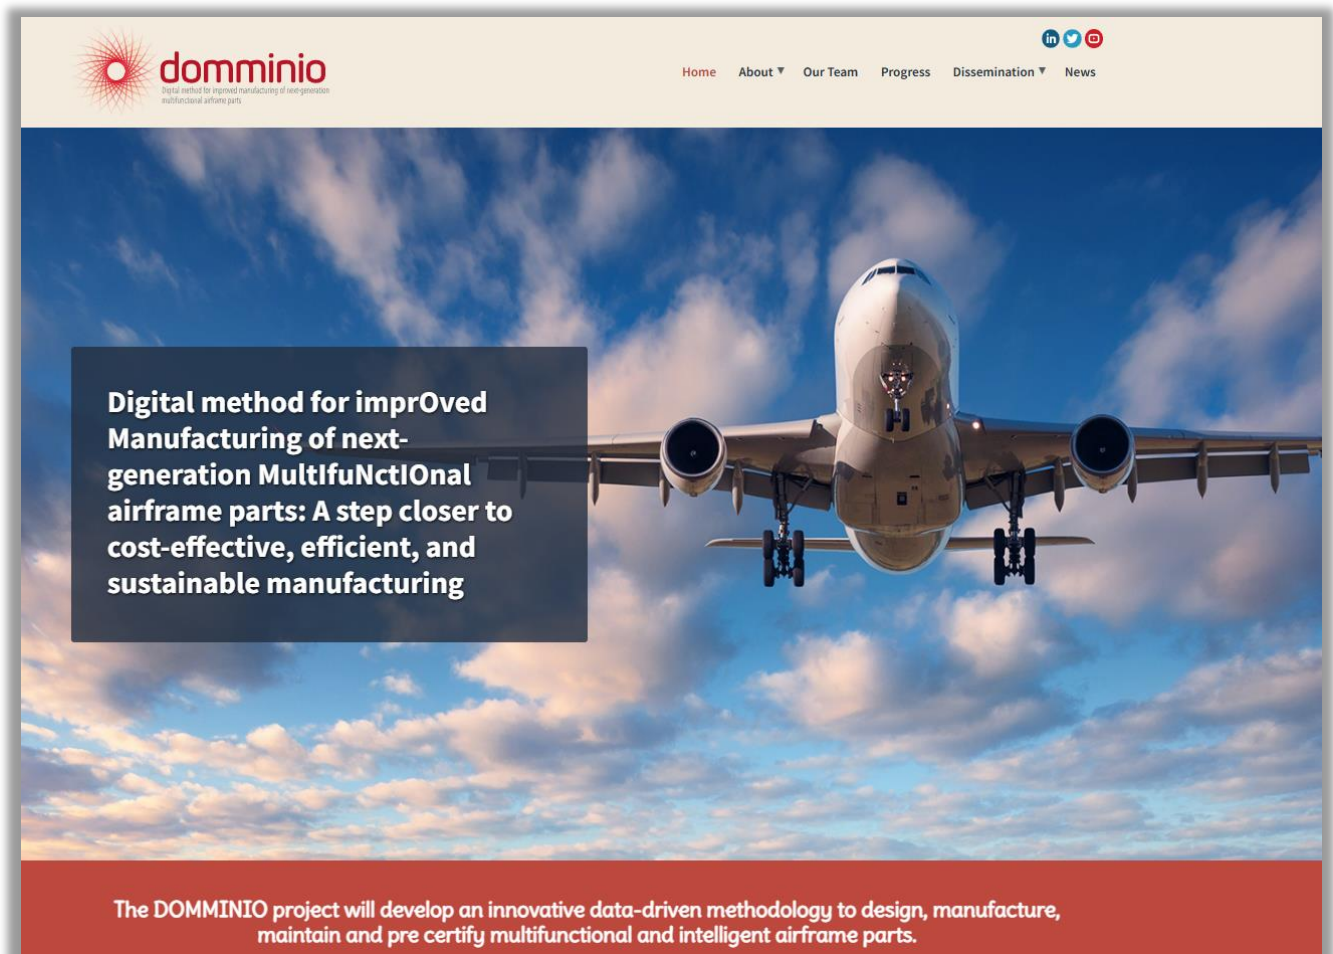 domminio
Digital method for improved manufacturing of next-generation
multifunctional airframe parts
Home About Our Team Progress Dissemination News
Digital method for imprOved
Manufacturing of next-
generation MultIfuNctIOnal
airframe parts: A step closer to
cost-effective, efficient, and
sustainable manufacturing
The DOMMINIO project will develop an innovative data-driven methodology to design, manufacture,
maintain and pre certify multifunctional and intelligent airframe parts.